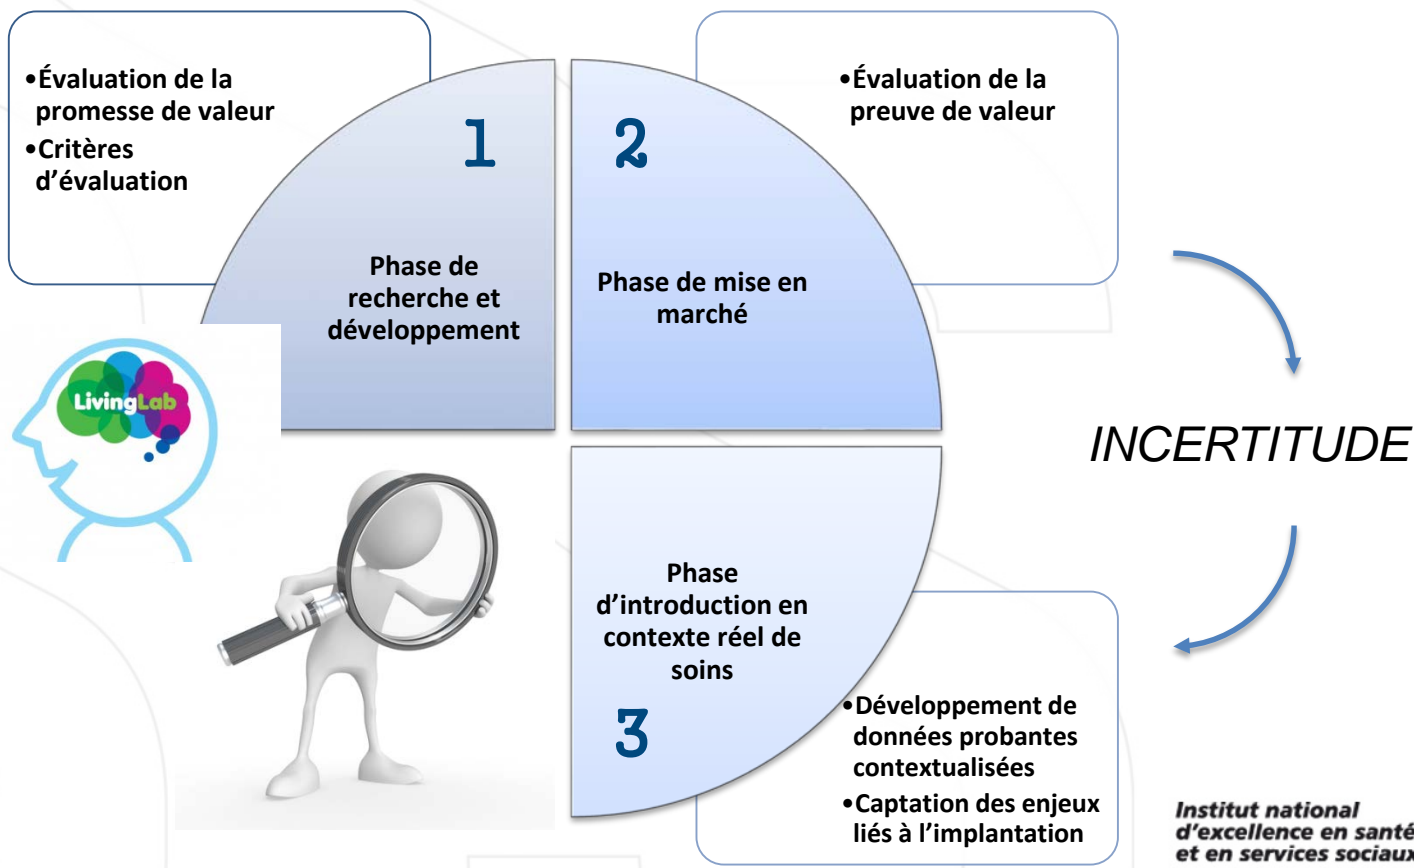 •Évaluation de la
promesse de valeur
•Critères
d'évaluation
1
Phase de
recherche et
développement
•Évaluation de la
preuve de valeur
2
Phase de mise en
marché
LivingLab
INCERTITUDE
Phase
d'introduction en
contexte réel de
soins
3
•Développement de
données probantes
contextualisées
•Captation des enjeux
liés à l'implantation
Institut national
d'excellence en santé
et en services sociaux